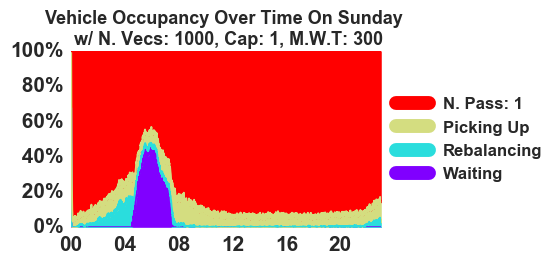 Vehicle Occupancy Over Time On Sunday
w/ N. Vecs: 1000, Cap: 1, M.W.T: 300
100%
80%
60%
40%
20%
0%
00 04 08 12 16 20
N. Pass: 1
Picking Up
Rebalancing
Waiting